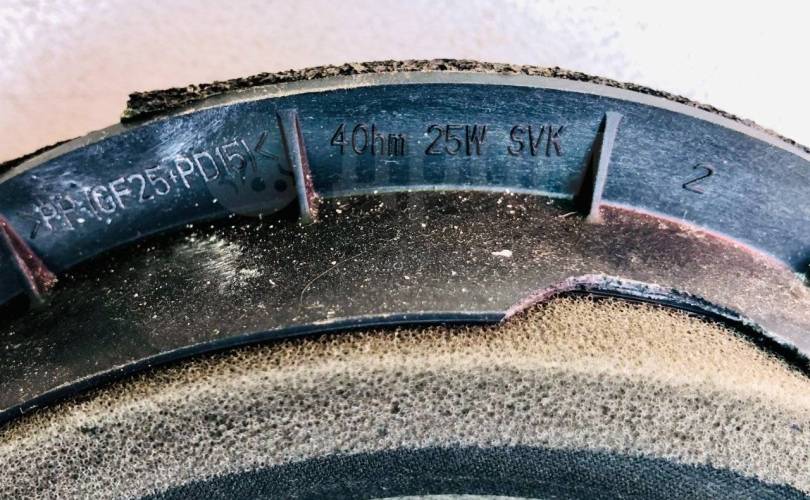 >PP-(GF25+PD15)<
4Ohm 25W SVK
2